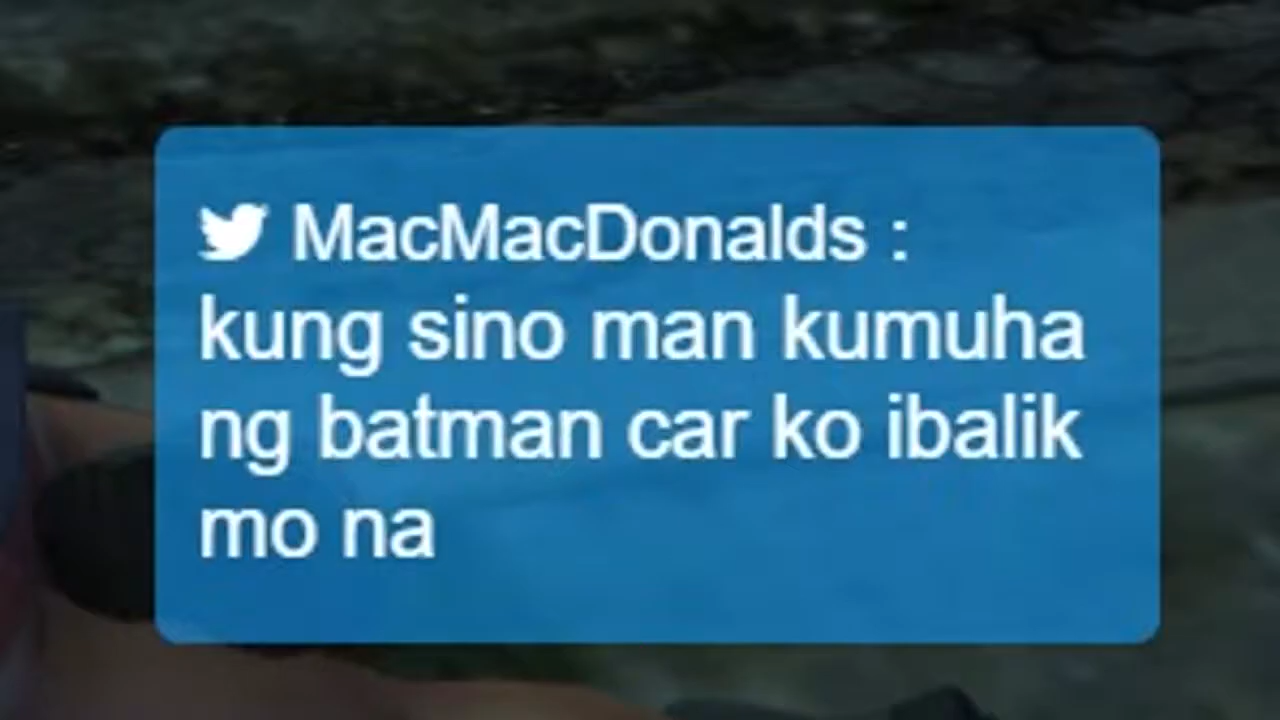 MacMacDonalds :
kung sino man kumuha
ng batman car ko ibalik
mo na